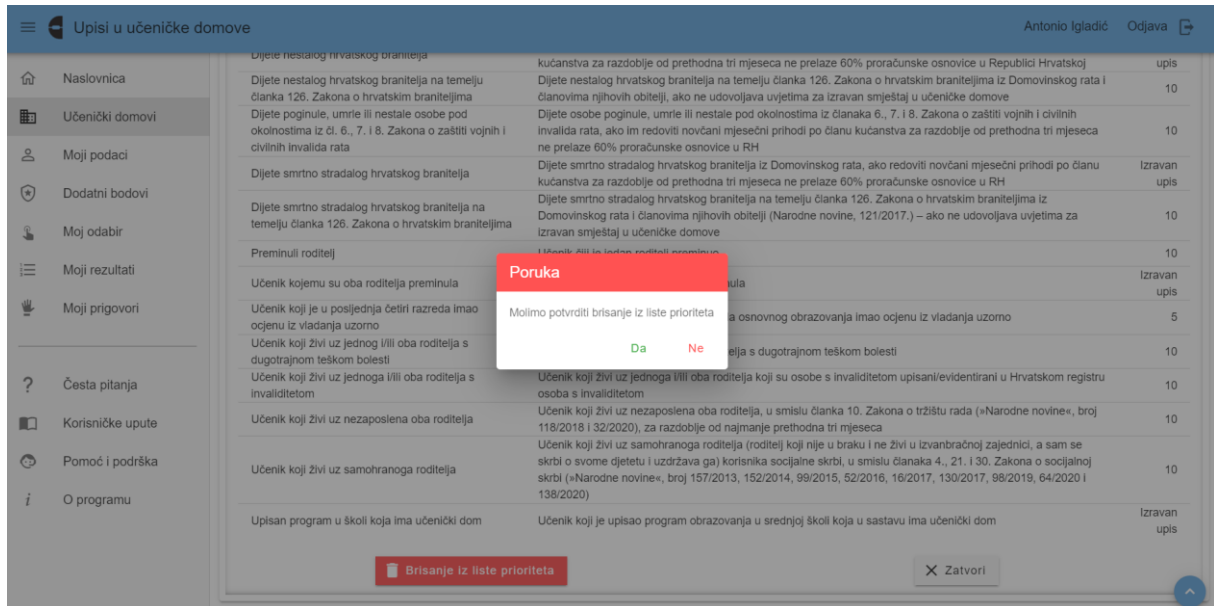 Upisi u učeničke domove
Antonio Igladić Odjava
Naslovnica
Učenički domovi
Moji podaci
Dodatni bodovi
Moj odabir
Moji rezultati
Moji prigovori
Česta pitanja
Korisničke upute
Pomoć i podrška
O programu
Dijete nestalog hrvatskog branitelja
kućanstva za razdoblje od prethodna tri mjeseca ne prelaze 60% proračunske osnovice u Republici Hrvatskoj
upis
Dijete nestalog hrvatskog branitelja na temelju
članka 126. Zakona o hrvatskim braniteljima
Dijete nestalog hrvatskog branitelja na temelju članka 126. Zakona o hrvatskim braniteljima iz Domovinskog rata i
članovima njihovih obitelji, ako ne udovoljava uvjetima za izravan smještaj u učeničke domove
10
Dijete poginule, umrle ili nestale osobe pod
okolnostima iz čl. 6., 7. i 8. Zakona o zaštiti vojnih i
civilnih invalida rata
Dijete osobe poginule, umrle ili nestale pod okolnostima iz članaka 6., 7. i 8. Zakona o zaštiti vojnih i civilnih
invalida rata, ako im redoviti novčani mjesečni prihodi po članu kućanstva za razdoblje od prethodna tri mjeseca
ne prelaze 60% proračunske osnovice u RH
10
Dijete smrtno stradalog hrvatskog branitelja
Dijete smrtno stradalog hrvatskog branitelja iz Domovinskog rata, ako redoviti novčani mjesečni prihodi po članu
kućanstva za razdoblje od prethodna tri mjeseca ne prelaze 60% proračunske osnovice u RH
Izravan
upis
Dijete smrtno stradalog hrvatskog branitelja na
temelju članka 126. Zakona o hrvatskim braniteljima
Dijete smrtno stradalog hrvatskog branitelja na temelju članka 126. Zakona o hrvatskim braniteljima iz
Domovinskog rata i članovima njihovih obitelji (Narodne novine, 121/2017.) – ako ne udovoljava uvjetima za
izravan smještaj u učeničke domove
10
Preminuli roditelj
Učenik čiji je jedan roditelj preminuo
10
Učenik kojemu su oba roditelja preminula
Izravan
upis
Učenik koji je u posljednja četiri razreda imao
ocjenu iz vladanja uzorno
osnovnog obrazovanja imao ocjenu iz vladanja uzorno
5
Učenik koji živi uz jednog i/ili oba roditelja s
dugotrajnom teškom bolesti
s dugotrajnom teškom bolesti
10
Učenik koji živi uz jednoga i/ili oba roditelja s
invaliditetom
Učenik koji živi uz jednoga i/ili oba roditelja koji su osobe s invaliditetom upisani/evidentirani u Hrvatskom registru
osoba s invaliditetom
10
Učenik koji živi uz nezaposlena oba roditelja
Učenik koji živi uz nezaposlena oba roditelja, u smislu članka 10. Zakona o tržištu rada (»Narodne novine«, broj
118/2018 i 32/2020), za razdoblje od najmanje prethodna tri mjeseca
10
Učenik koji živi uz samohranoga roditelja
Učenik koji živi uz samohranoga roditelja (roditelj koji nije u braku i ne živi u izvanbračnoj zajednici, a sam se
skrbi o svome djetetu i uzdržava ga) korisnika socijalne skrbi, u smislu članaka 4., 21. i 30. Zakona o socijalnoj
skrbi (»Narodne novine«, broj 157/2013, 152/2014, 99/2015, 52/2016, 16/2017, 130/2017, 98/2019, 64/2020 i
138/2020)
10
Upisan program u školi koja ima učenički dom
Učenik koji je upisao program obrazovanja u srednjoj školi koja u sastavu ima učenički dom
Izravan
upis
Poruka
Molimo potvrditi brisanje iz liste prioriteta
Da Ne
Brisanje iz liste prioriteta
Zatvori